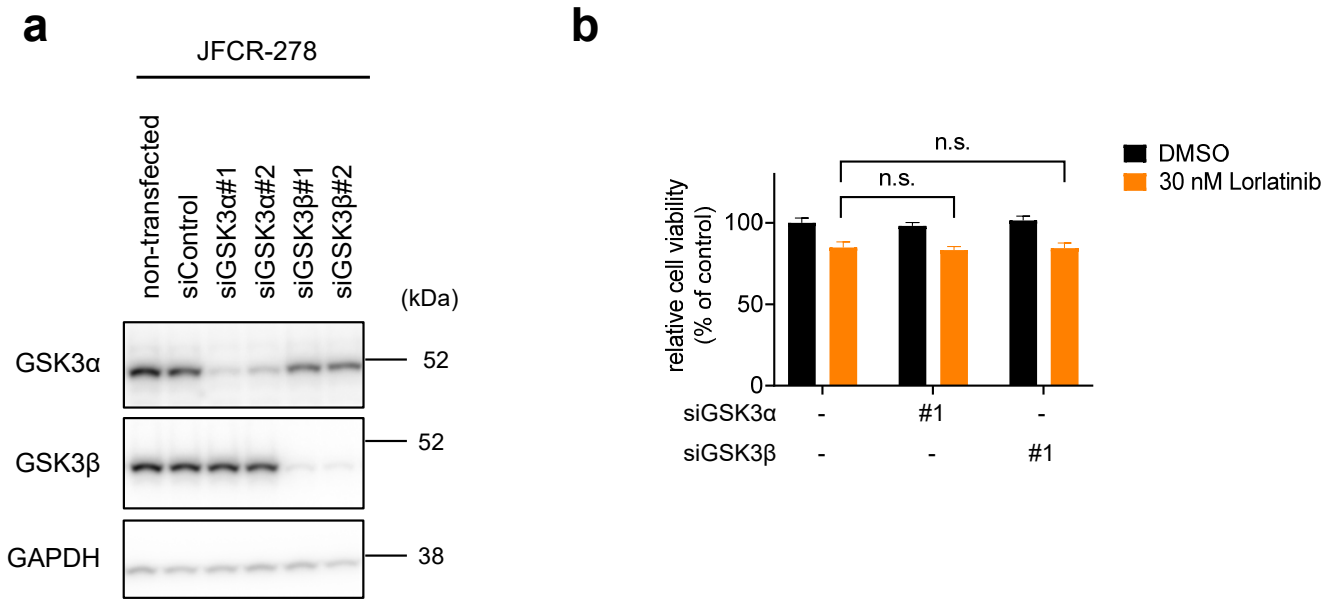 a
JFCR-278
non-transfected
siControl
siGSK3α#1
siGSK3α#2
siGSK3β#1
siGSK3β#2
(kDa)
GSK3α
52
GSK3β
52
GAPDH
38
b
n.s.
n.s.
DMSO
30 nM Lorlatinib
relative cell viability
(% of control)
100
50
0
siGSK3α - #1 -
siGSK3β - - #1